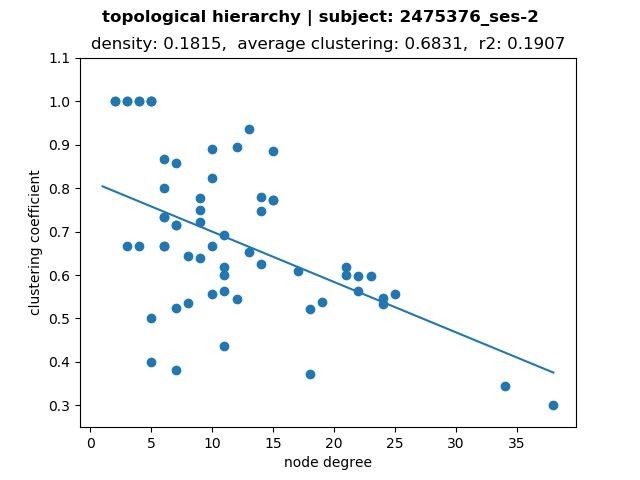 topological hierarchy | subject: 2475376_ses-2
density: 0.1815,  average clustering: 0.6831,  r2: 0.1907
1.1
1.0
0.9
0.8
0.7
0.6
0.5
0.4
0.3
clustering coefficient
0 5 10 15 20 25 30 35
node degree